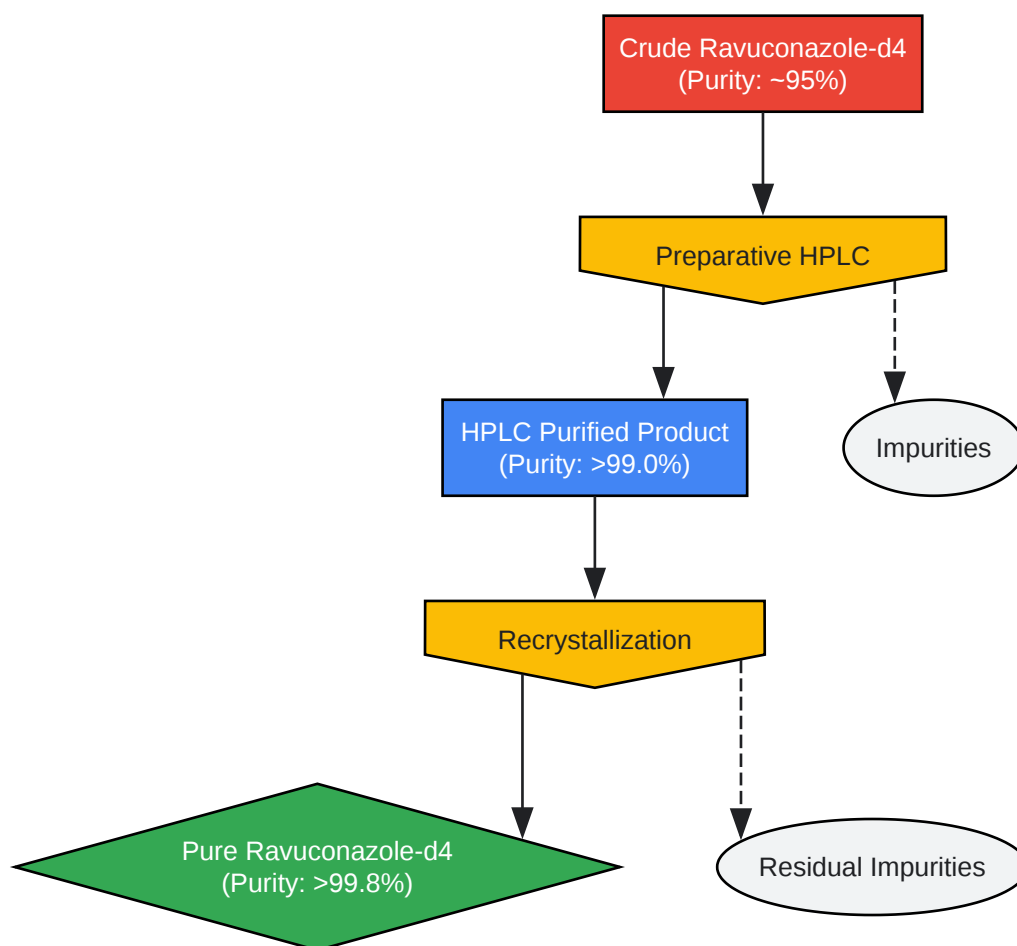 Crude Ravuconazole-d4
(Purity: ~95%)
Preparative HPLC
HPLC Purified Product
(Purity: >99.0%)
Impurities
Recrystallization
Pure Ravuconazole-d4
(Purity: >99.8%)
Residual Impurities